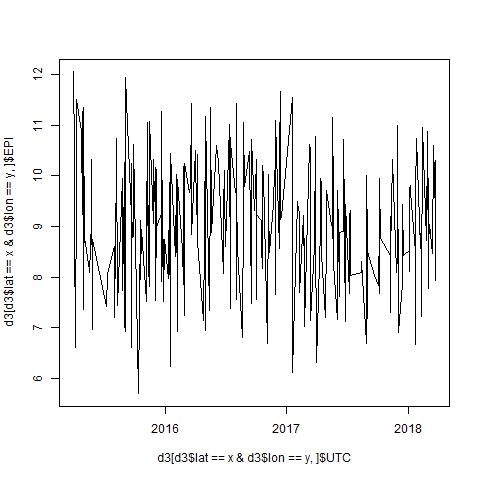 12
11
10
9
8
7
6
d3[d3$lat == x & d3$lon == y, ]$EPI
2016 2017 2018
d3[d3$lat == x & d3$lon == y, ]$UTC